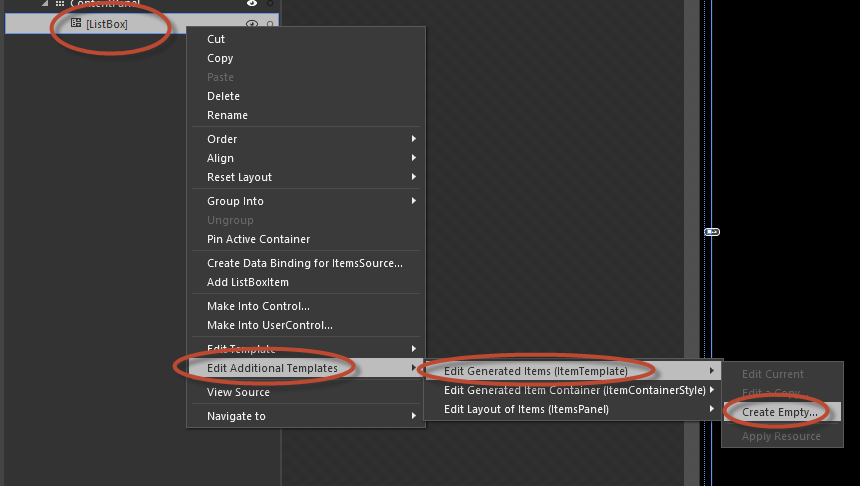 ContentPanel
[ListBox]
Cut
Copy
Paste
Delete
Rename
Order
Align
Reset Layout
Group Into
Ungroup
Pin Active Container
Create Data Binding for ItemsSource...
Add ListBoxItem
Make Into Control...
Make Into UserControl...
Edit Template
Edit Additional Templates
View Source
Navigate to
Edit Generated Items (ItemTemplate)
Edit Generated Item Container (ItemContainerStyle)
Edit Layout of Items (ItemsPanel)
Edit Current
Edit a Copy...
Create Empty...
Apply Resource